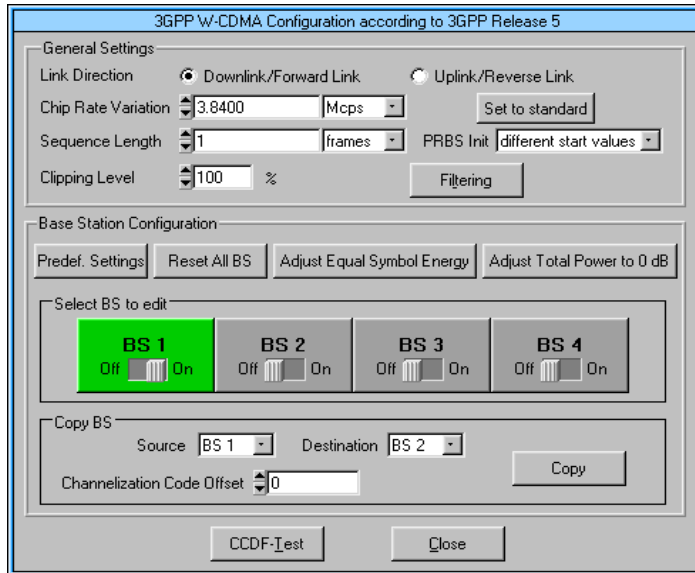 3GPP W-CDMA Configuration according to 3GPP Release 5
General Settings
Link Direction Downlink/Forward Link Uplink/Reverse Link
Chip Rate Variation 3.8400 Mcps Set to standard
Sequence Length 1 frames PRBS Init different start values
Clipping Level 100 % Filtering
Base Station Configuration
Predef. Settings Reset All BS Adjust Equal Symbol Energy Adjust Total Power to 0 dB
Select BS to edit
BS 1 BS 2 BS 3 BS 4
Off On Off On Off On Off On
Copy BS
Source BS 1 Destination BS 2
Copy
Channelization Code Offset 0
CCDF-Test Close